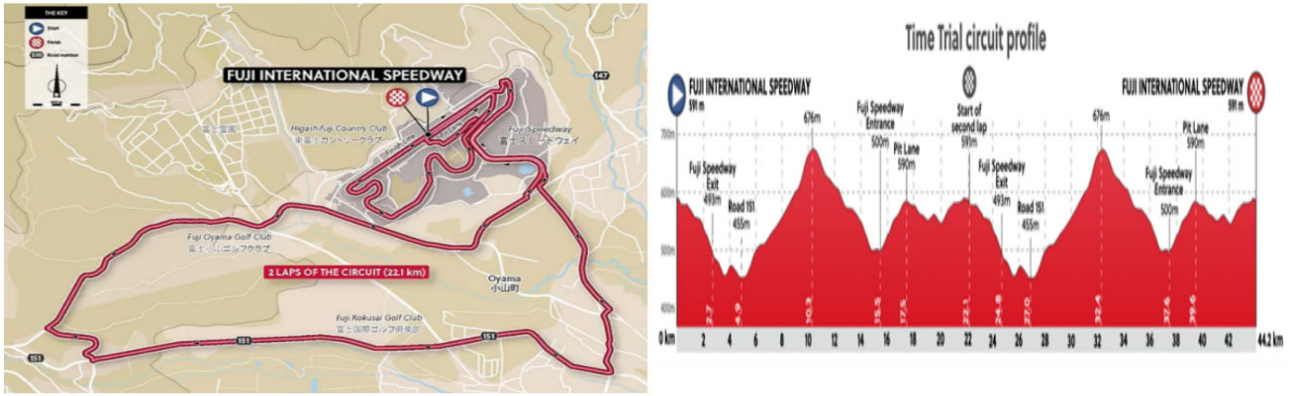 THE KEY
Start
Finish
Road number
FUJI INTERNATIONAL SPEEDWAY
147
Higashifuji Country Club
東富士カントリークラブ
Finish Line
Fuji Speedway
富士スピードウェイ
富士霊園
Fuji Oyama Golf Club
富士小山ゴルフクラブ
2 LAPS OF THE CIRCUIT (22.1 km)
Oyama
小山町
Fuji Kokusai Golf Club
富士国際ゴルフ倶楽部
151
151
151
Time Trial circuit profile
FUJI INTERNATIONAL SPEEDWAY
591 m
Start of
second lap
591m
FUJI INTERNATIONAL SPEEDWAY
591 m
Fuji Speedway
Exit
493m
Road 151
455m
676m
Fuji Speedway
Entrance
500m
Pit Lane
590m
Fuji Speedway
Exit
493m
Road 151
455m
676m
Fuji Speedway
Entrance
500m
Pit Lane
590m
700m
600m
500m
400m
2.7
4.9
10.3
15.5
17.5
22.1
24.8
27.0
32.4
37.6
39.6
0 km 2 4 6 8 10 12 14 16 18 20 22 24 26 28 30 32 34 36 38 40 42 44.2 km